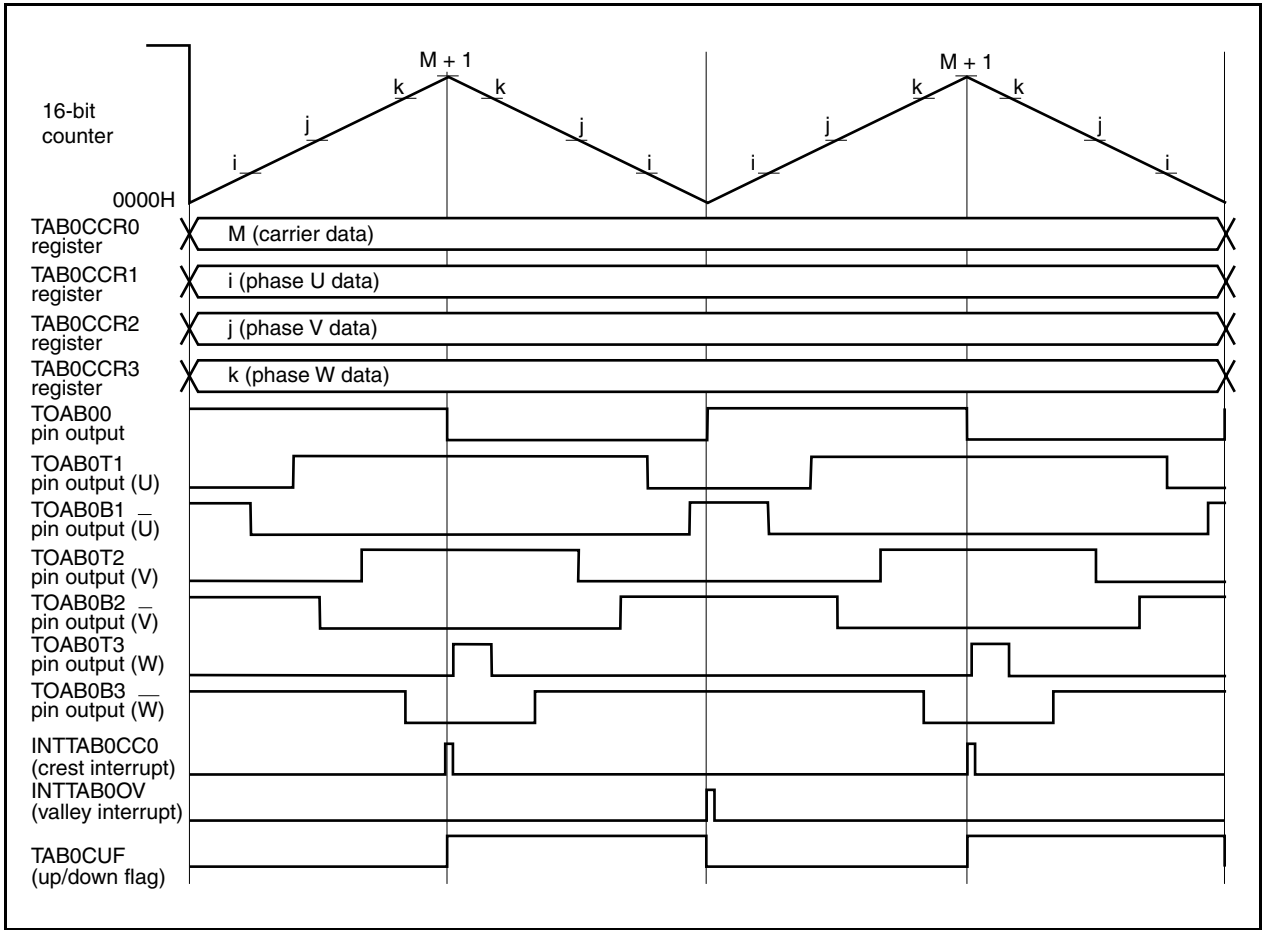 M + 1
M + 1
k
k
k
k
16-bit
counter
j
j
j
j
i
i
i
i
0000H
TAB0CCR0
register
M (carrier data)
TAB0CCR1
register
i (phase U data)
TAB0CCR2
register
j (phase V data)
TAB0CCR3
register
k (phase W data)
TOAB00
pin output
TOAB0T1
pin output (U)
TOAB0B1
pin output (U̅)
TOAB0T2
pin output (V)
TOAB0B2
pin output (V̅)
TOAB0T3
pin output (W)
TOAB0B3
pin output (W̅)
INTTAB0CC0
(crest interrupt)
INTTAB0OV
(valley interrupt)
TAB0CUF
(up/down flag)